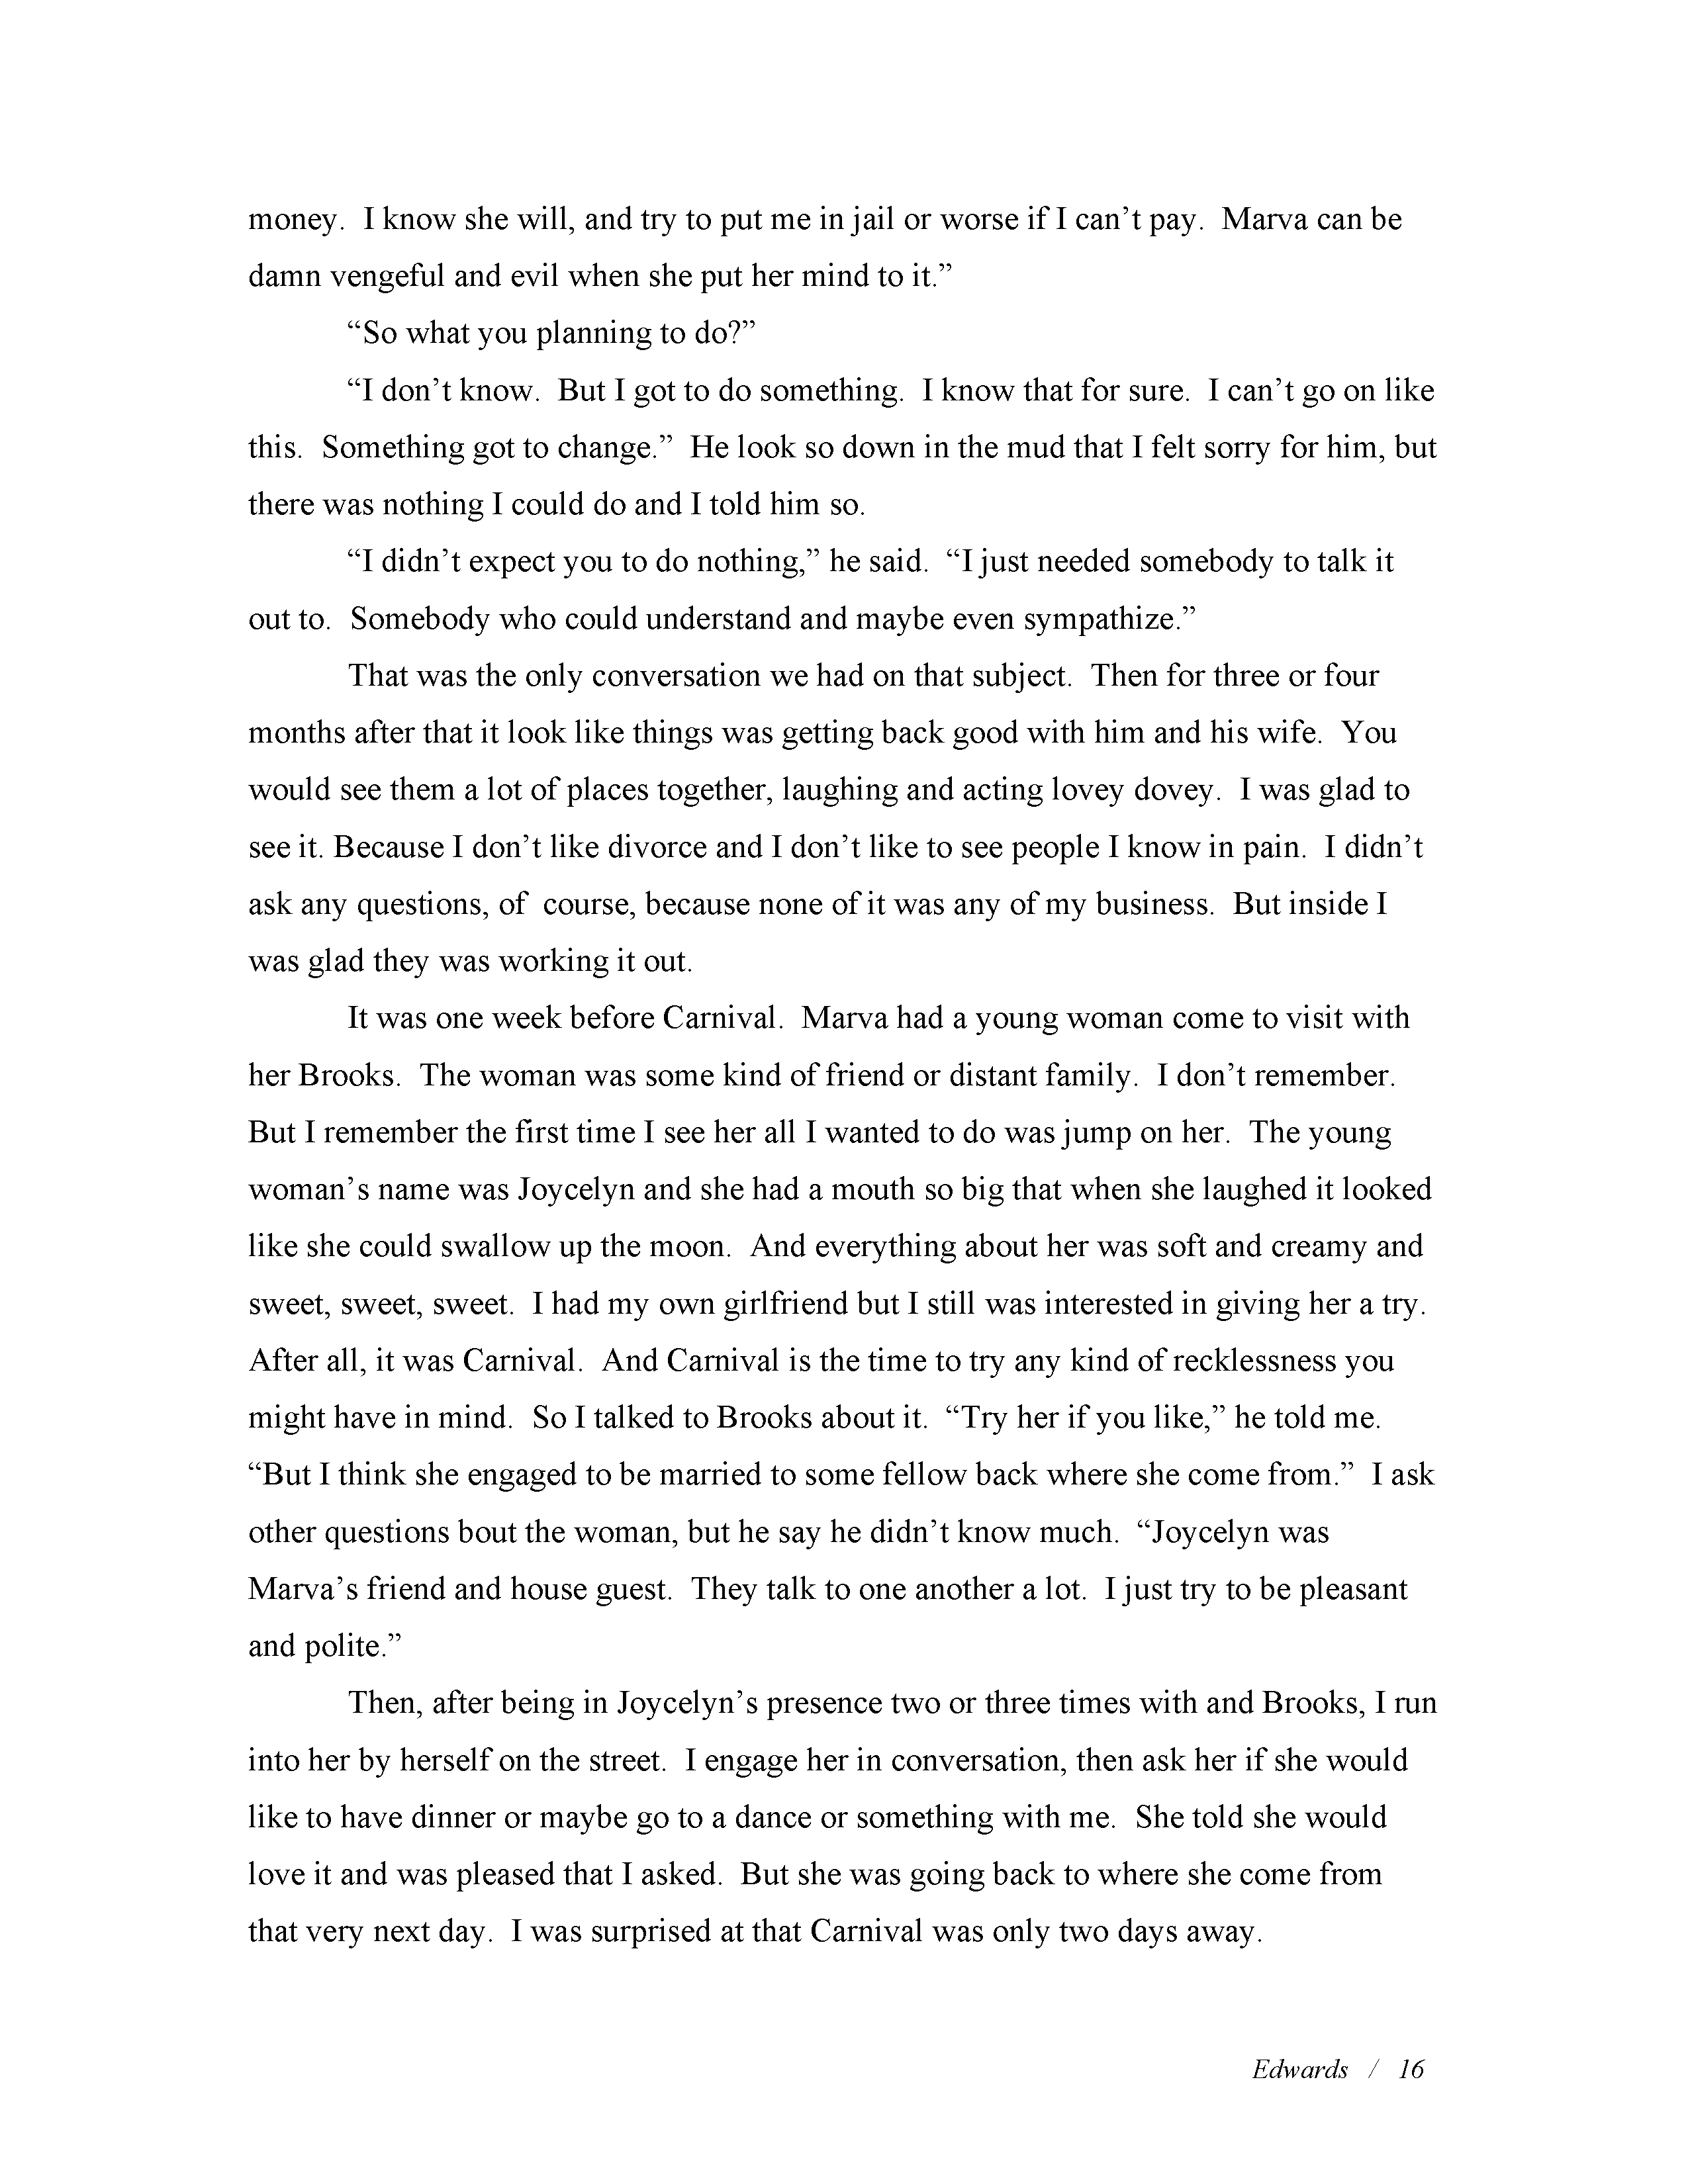 money.  I know she will, and try to put me in jail or worse if I can’t pay.  Marva can be
damn vengeful and evil when she put her mind to it.”
“So what you planning to do?”
“I don’t know.  But I got to do something.  I know that for sure.  I can’t go on like
this.  Something got to change.”  He look so down in the mud that I felt sorry for him, but
there was nothing I could do and I told him so.
“I didn’t expect you to do nothing,” he said.  “I just needed somebody to talk it
out to.  Somebody who could understand and maybe even sympathize.”
That was the only conversation we had on that subject.  Then for three or four
months after that it look like things was getting back good with him and his wife.  You
would see them a lot of places together, laughing and acting lovey dovey.  I was glad to
see it. Because I don’t like divorce and I don’t like to see people I know in pain.  I didn’t
ask any questions, of  course, because none of it was any of my business.  But inside I
was glad they was working it out.
It was one week before Carnival.  Marva had a young woman come to visit with
her Brooks.  The woman was some kind of friend or distant family.  I don’t remember.
But I remember the first time I see her all I wanted to do was jump on her.  The young
woman’s name was Joycelyn and she had a mouth so big that when she laughed it looked
like she could swallow up the moon.  And everything about her was soft and creamy and
sweet, sweet, sweet.  I had my own girlfriend but I still was interested in giving her a try.
After all, it was Carnival.  And Carnival is the time to try any kind of recklessness you
might have in mind.  So I talked to Brooks about it.  “Try her if you like,” he told me.
“But I think she engaged to be married to some fellow back where she come from.”  I ask
other questions bout the woman, but he say he didn’t know much.  “Joycelyn was
Marva’s friend and house guest.  They talk to one another a lot.  I just try to be pleasant
and polite.”
Then, after being in Joycelyn’s presence two or three times with and Brooks, I run
into her by herself on the street.  I engage her in conversation, then ask her if she would
like to have dinner or maybe go to a dance or something with me.  She told she would
love it and was pleased that I asked.  But she was going back to where she come from
that very next day.  I was surprised at that Carnival was only two days away.
Edwards / 16